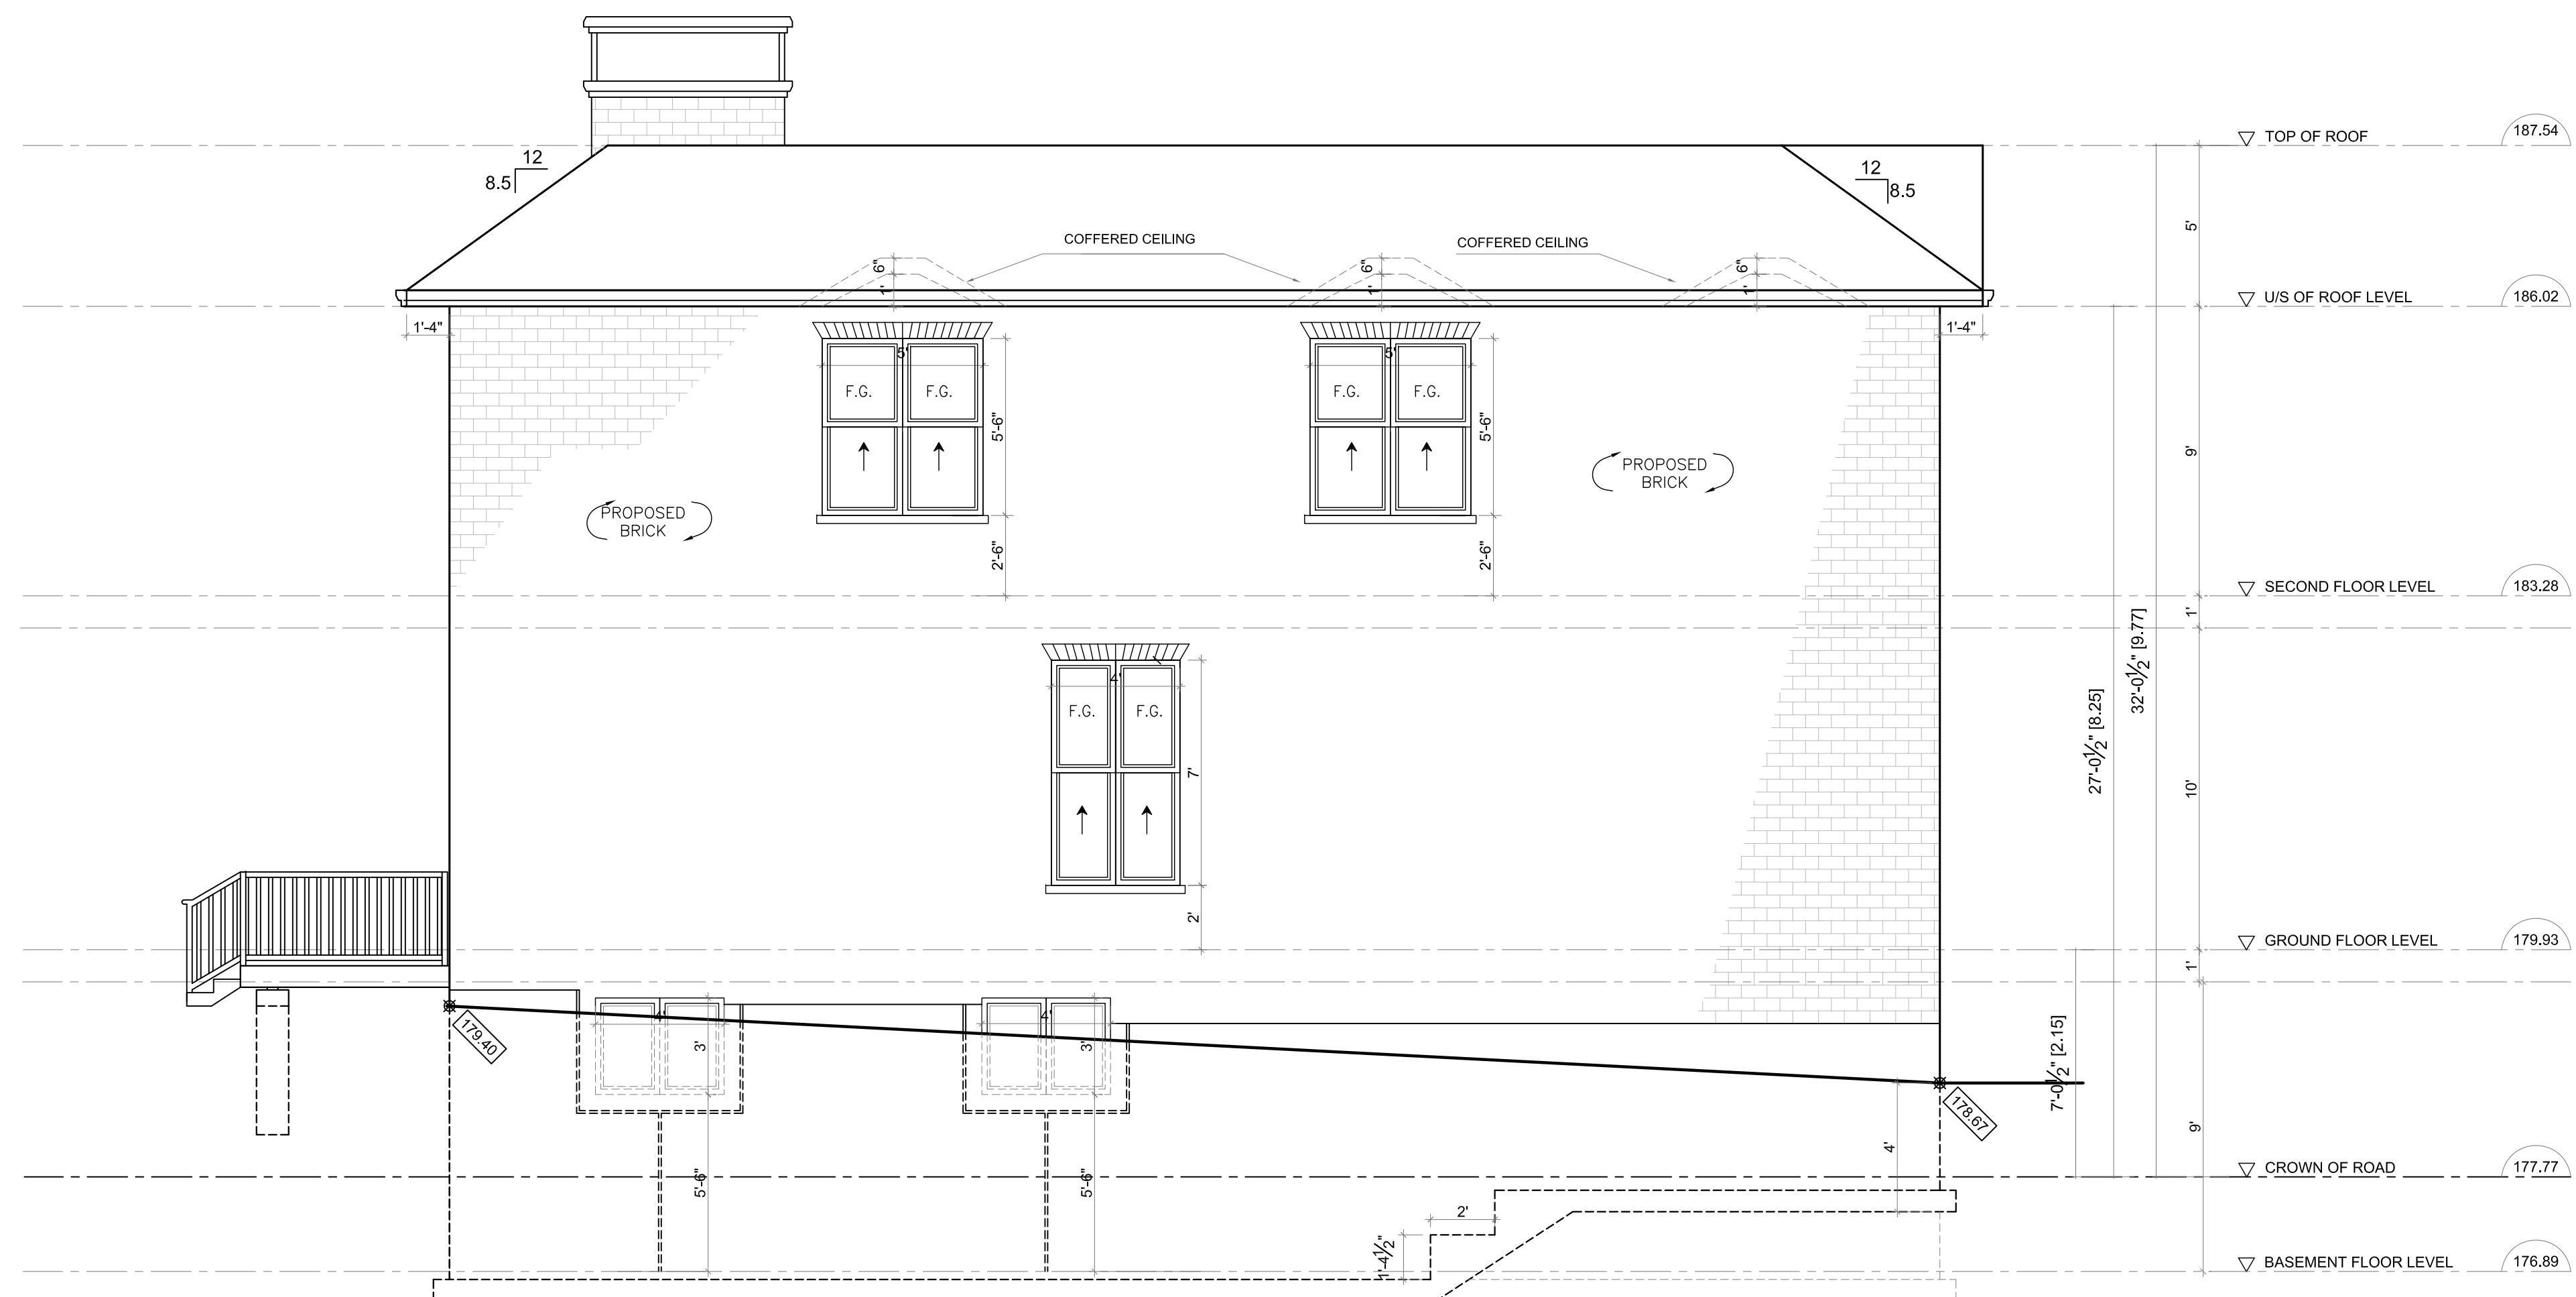 TOP OF ROOF 187.54
12
8.5
12
8.5
5'
COFFERED CEILING
COFFERED CEILING
6"
1'
6"
1'
6"
1'
U/S OF ROOF LEVEL 186.02
1'-4"
1'-4"
5'
5'
F.G. F.G.
F.G. F.G.
5'-6"
5'-6"
9'
PROPOSED
BRICK
PROPOSED
BRICK
2'-6"
2'-6"
SECOND FLOOR LEVEL 183.28
1'
32'-0½" [9.77]
27'-0½" [8.25]
4'
F.G. F.G.
7'
10'
2'
GROUND FLOOR LEVEL 179.93
1'
179.40
4'
4'
3'
3'
7'-0½" [2.15]
178.67
9'
4'
CROWN OF ROAD 177.77
5'-6"
5'-6"
2'
1'-4½"
BASEMENT FLOOR LEVEL 176.89